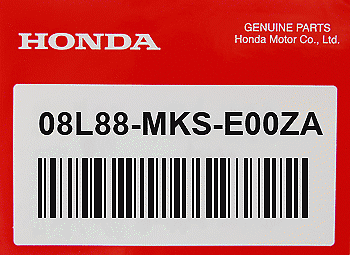 HONDA
GENUINE PARTS
Honda Motor Co., Ltd.
08L88-MKS-E00ZA